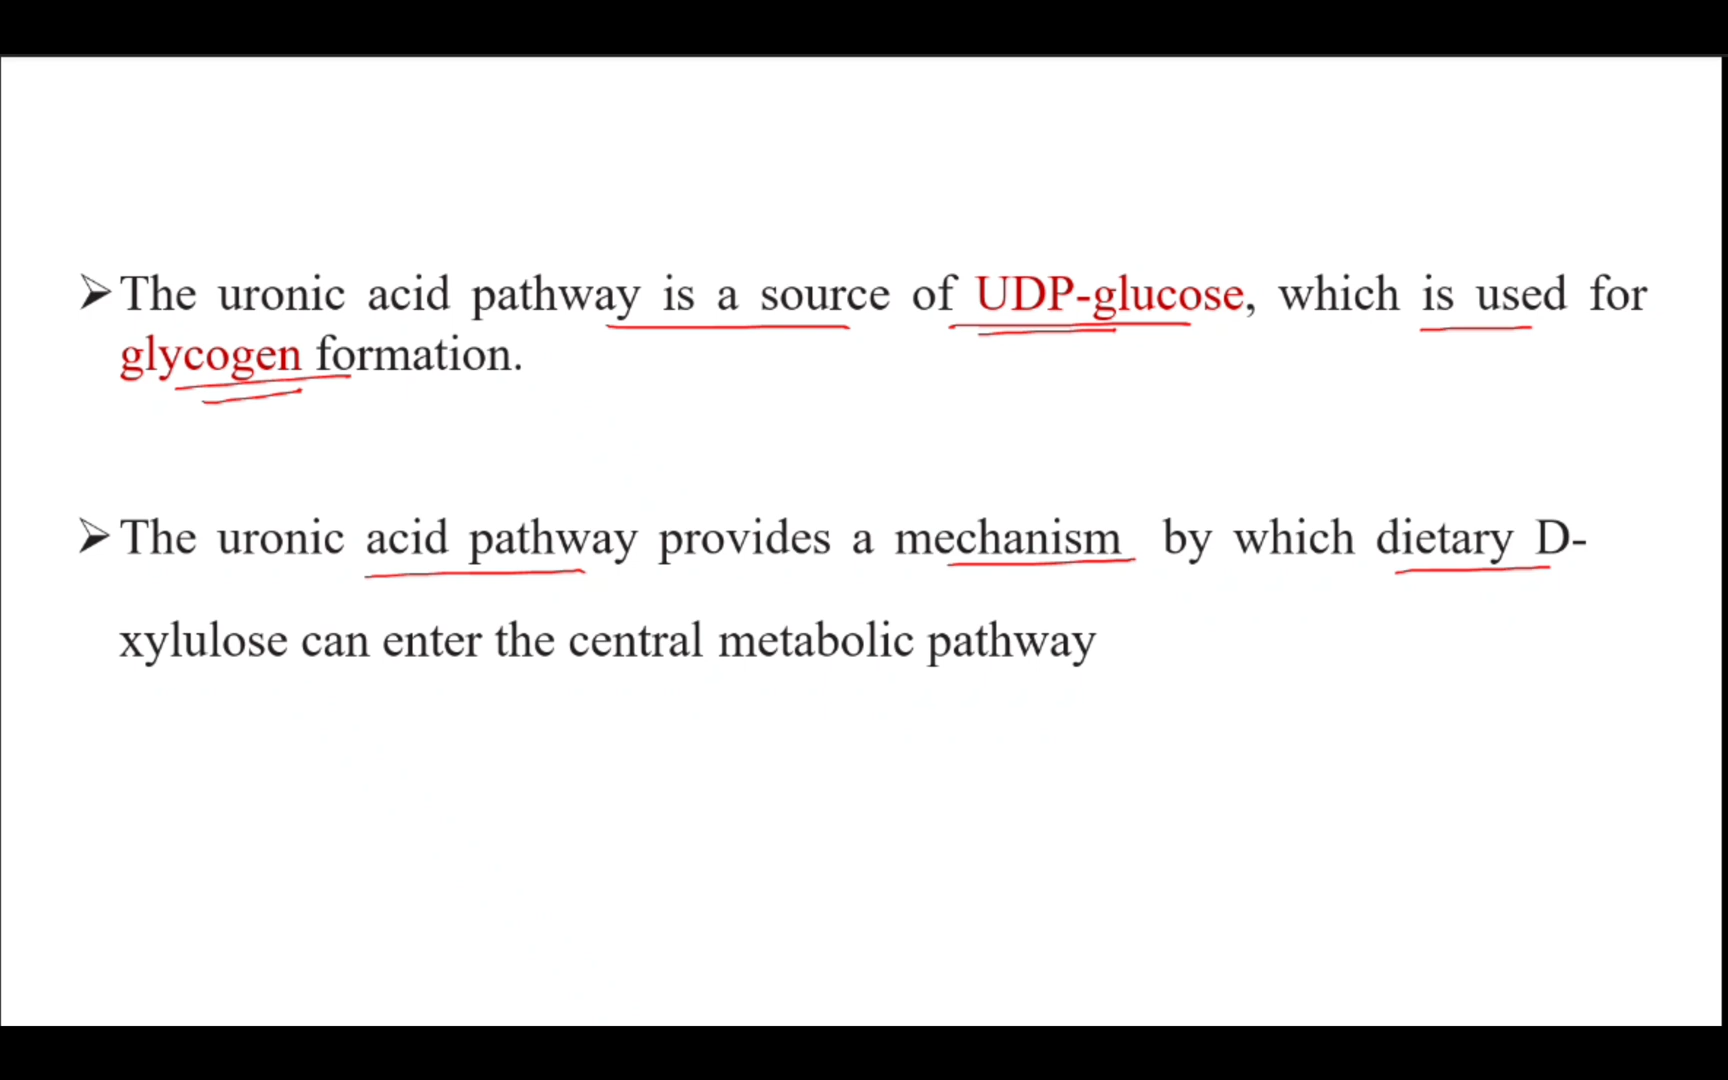 ➢The uronic acid pathway is a source of UDP-glucose, which is used for
glycogen formation.
➢The uronic acid pathway provides a mechanism by which dietary D-
xylulose can enter the central metabolic pathway